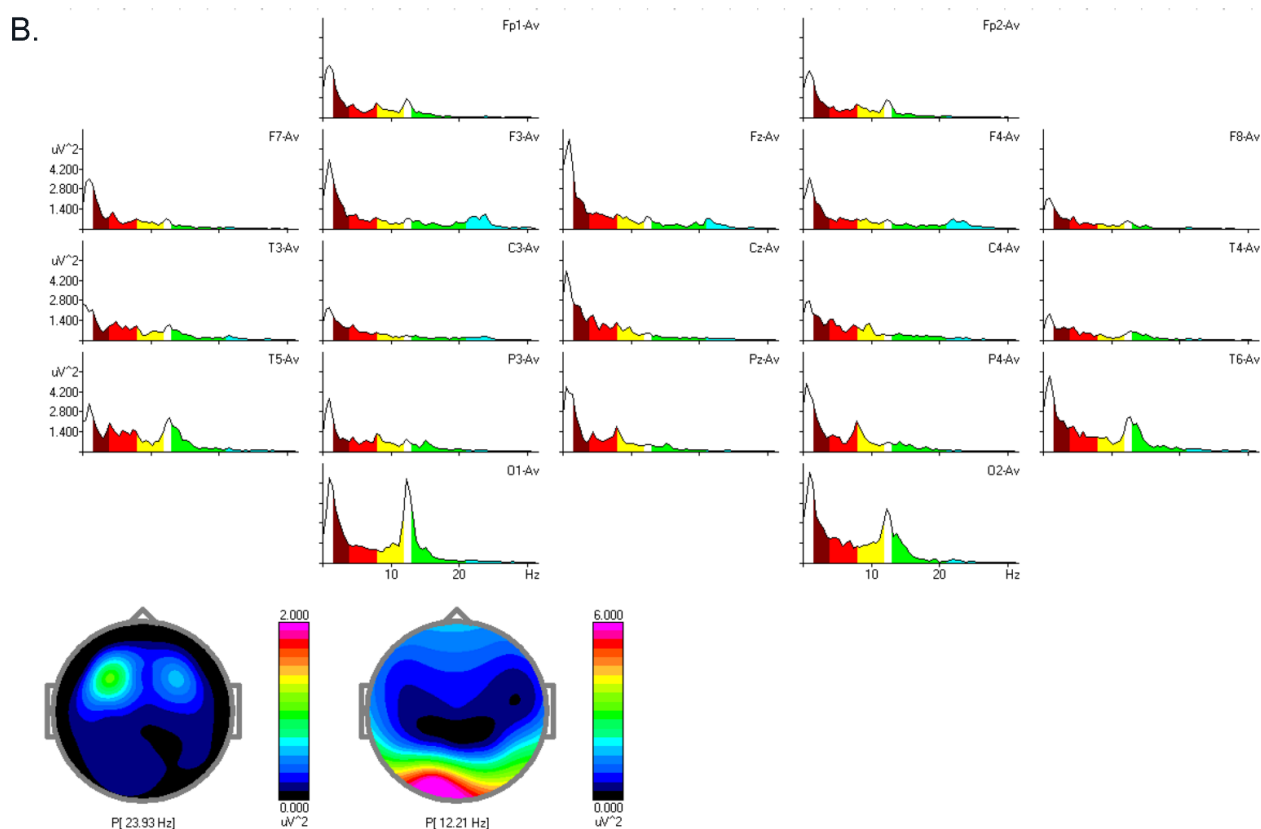 B.
Fp1-Av Fp2-Av
F7-Av F3-Av Fz-Av F4-Av F8-Av
uV^2
4.200
2.800
1.400
T3-Av C3-Av Cz-Av C4-Av T4-Av
uV^2
4.200
2.800
1.400
T5-Av P3-Av Pz-Av P4-Av T6-Av
uV^2
4.200
2.800
1.400
O1-Av O2-Av
10 20 Hz 10 20 Hz
2.000 6.000
0.000 0.000
P[ 23.93 Hz] uV^2 P[ 12.21 Hz] uV^2